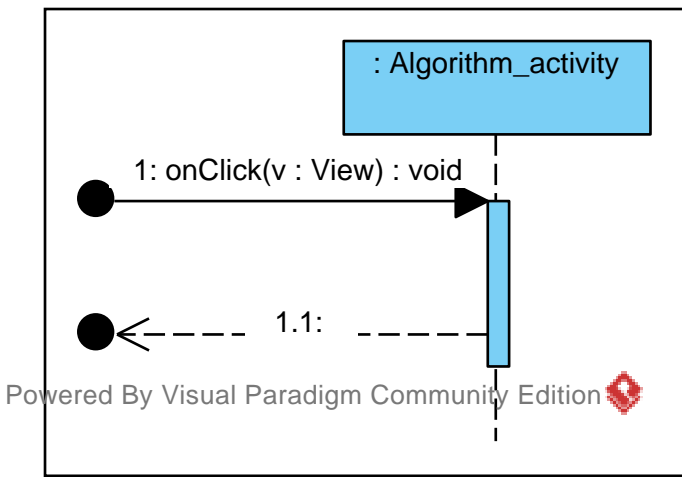 : Algorithm_activity
1: onClick(v : View) : void
1.1:
Powered By Visual Paradigm Community Edition